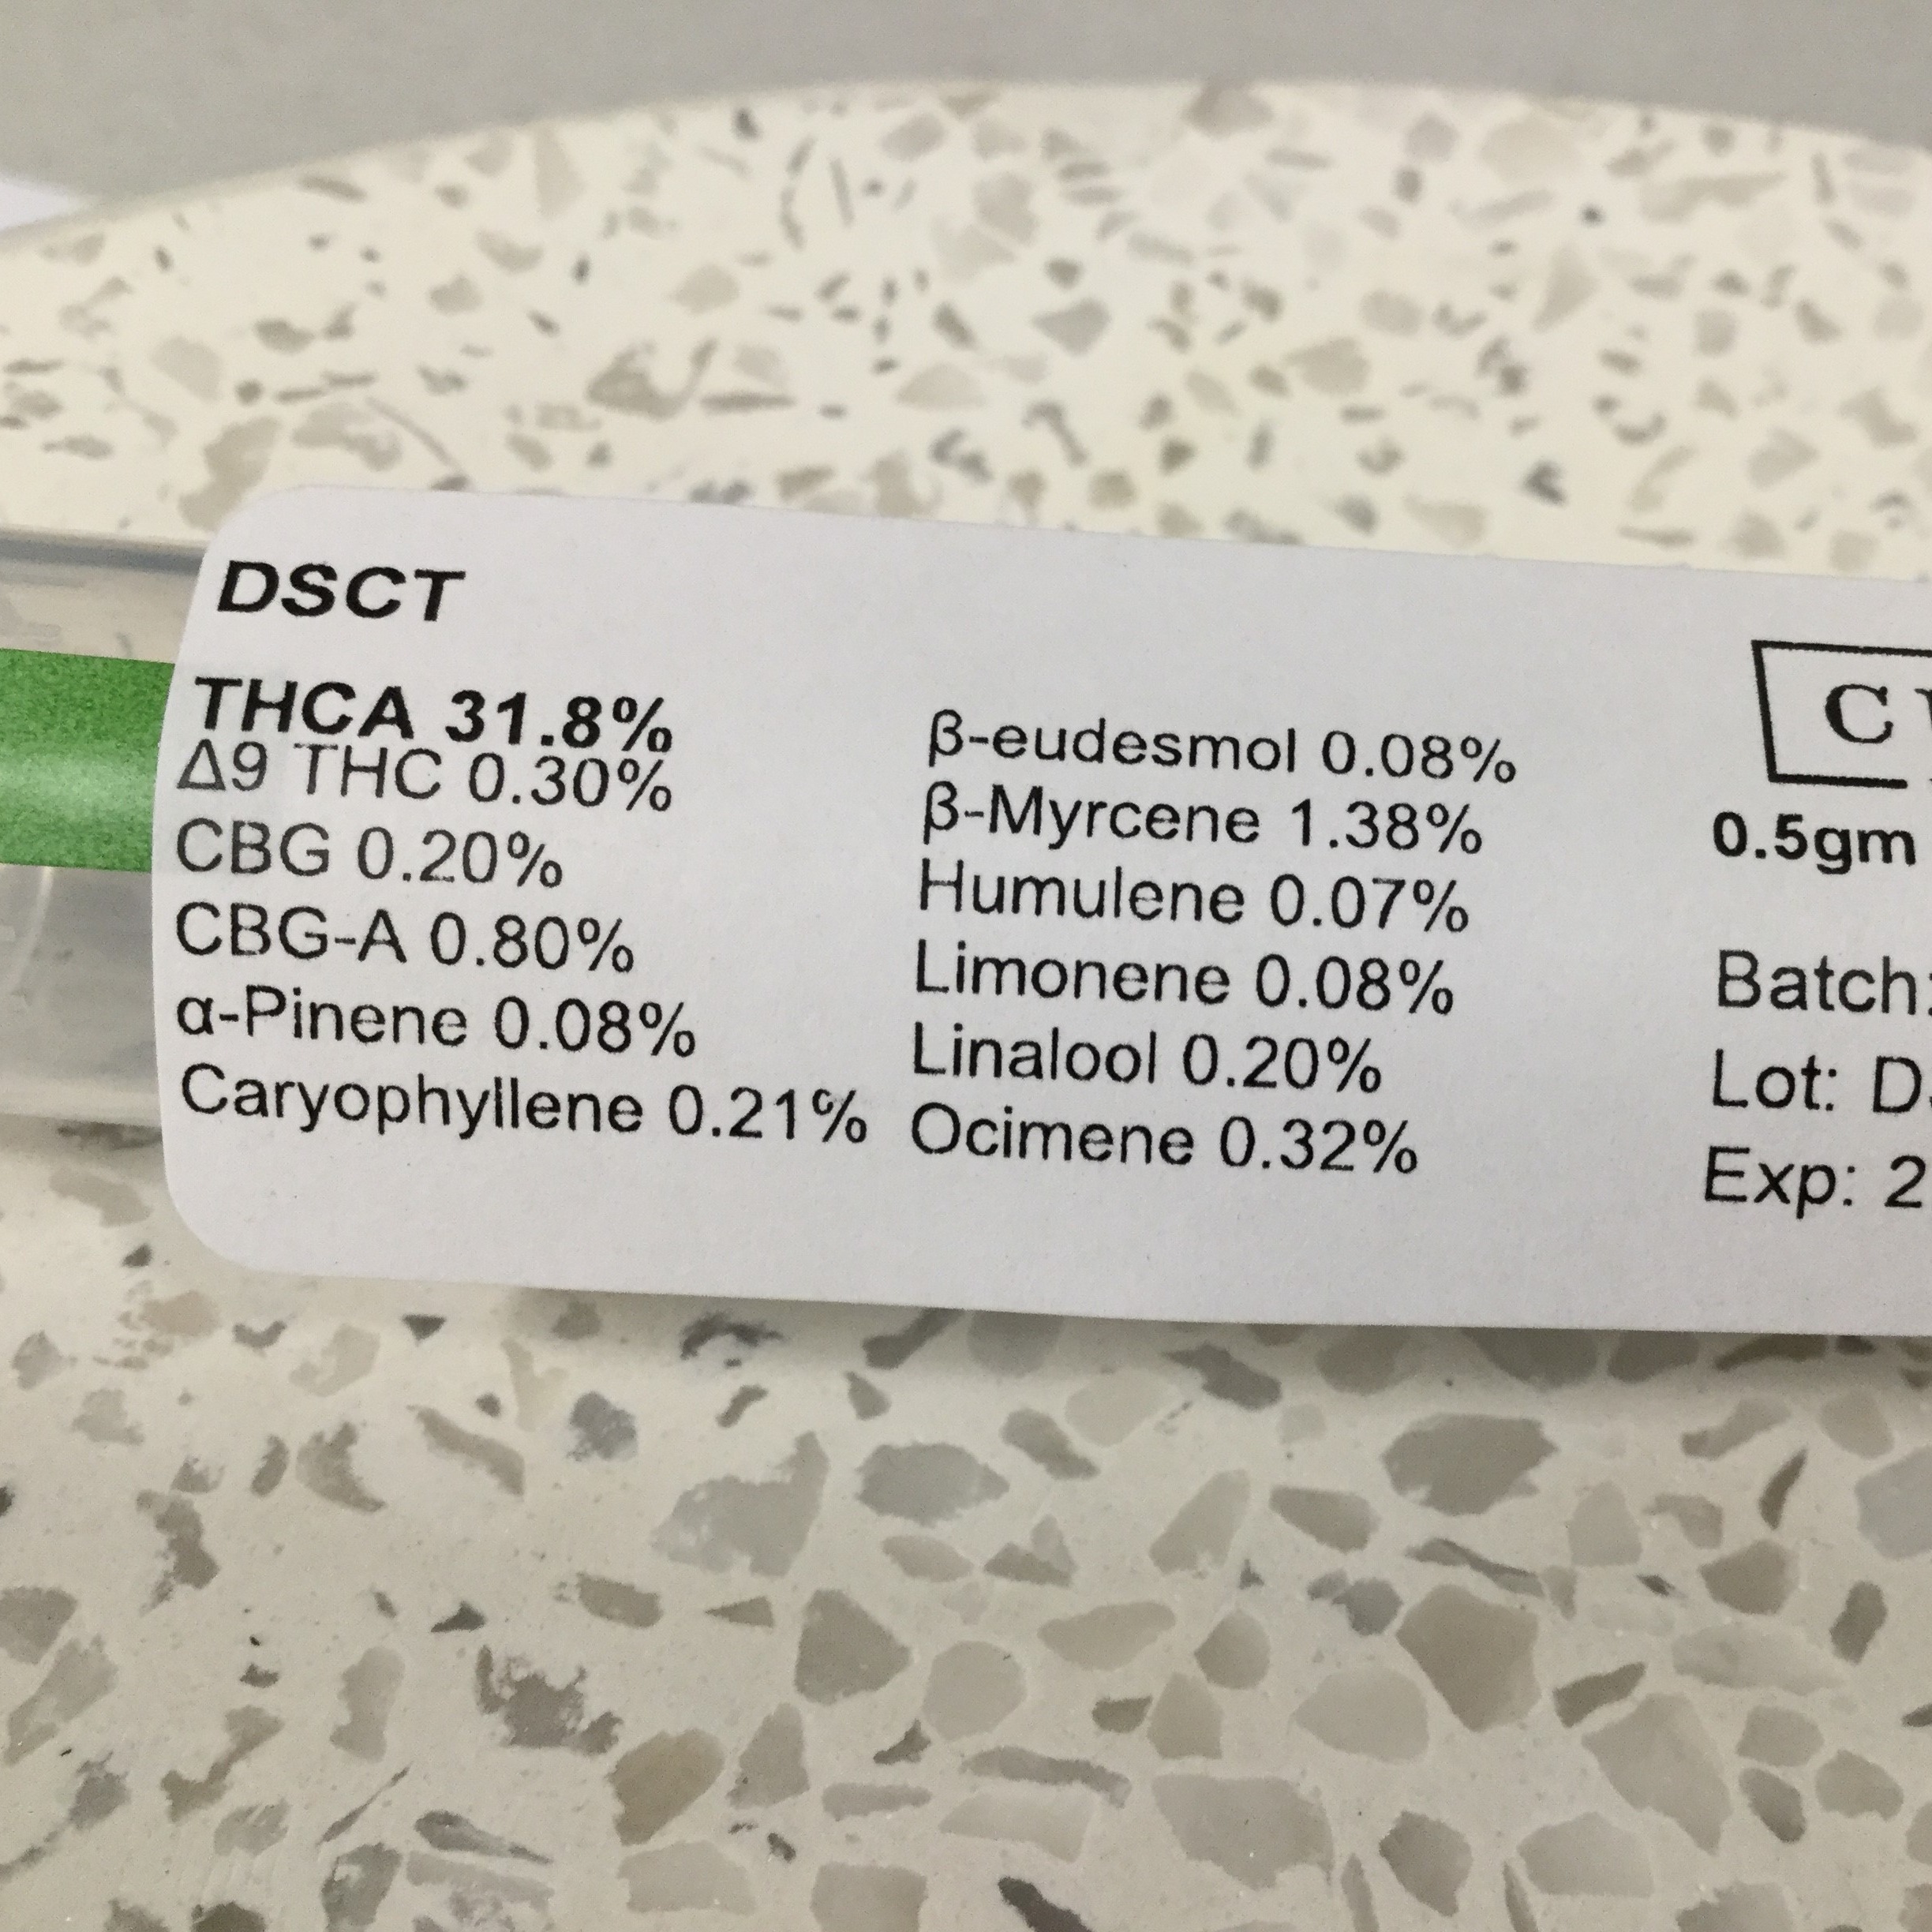 DSCT
THCA 31.8%
Δ9 THC 0.30%
CBG 0.20%
CBG-A 0.80%
α-Pinene 0.08%
Caryophyllene 0.21%
β-eudesmol 0.08%
β-Myrcene 1.38%
Humulene 0.07%
Limonene 0.08%
Linalool 0.20%
Ocimene 0.32%
C
0.5gm
Batch:
Lot: D
Exp: 2